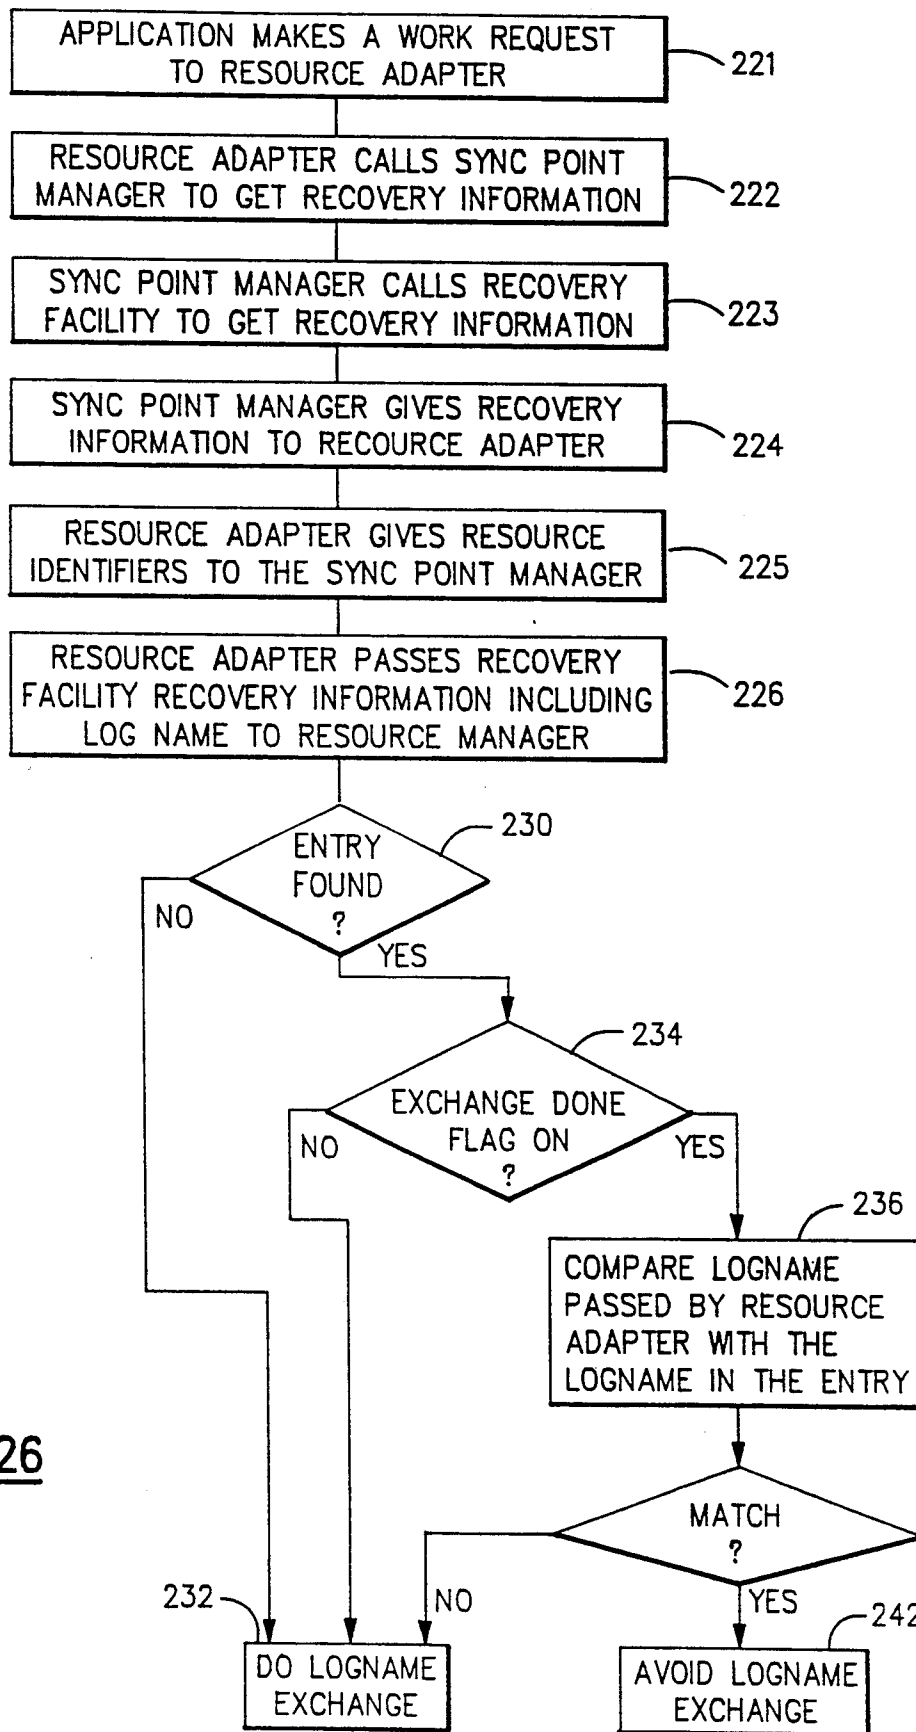 APPLICATION MAKES A WORK REQUEST
TO RESOURCE ADAPTER
221
RESOURCE ADAPTER CALLS SYNC POINT
MANAGER TO GET RECOVERY INFORMATION
222
SYNC POINT MANAGER CALLS RECOVERY
FACILITY TO GET RECOVERY INFORMATION
223
SYNC POINT MANAGER GIVES RECOVERY
INFORMATION TO RECOURCE ADAPTER
224
RESOURCE ADAPTER GIVES RESOURCE
IDENTIFIERS TO THE SYNC POINT MANAGER
225
RESOURCE ADAPTER PASSES RECOVERY
FACILITY RECOVERY INFORMATION INCLUDING
LOG NAME TO RESOURCE MANAGER
226
230
ENTRY
FOUND
?
NO
YES
234
EXCHANGE DONE
FLAG ON
?
NO
YES
236
COMPARE LOGNAME
PASSED BY RESOURCE
ADAPTER WITH THE
LOGNAME IN THE ENTRY
26
MATCH
?
NO
YES
232
DO LOGNAME
EXCHANGE
242
AVOID LOGNAME
EXCHANGE